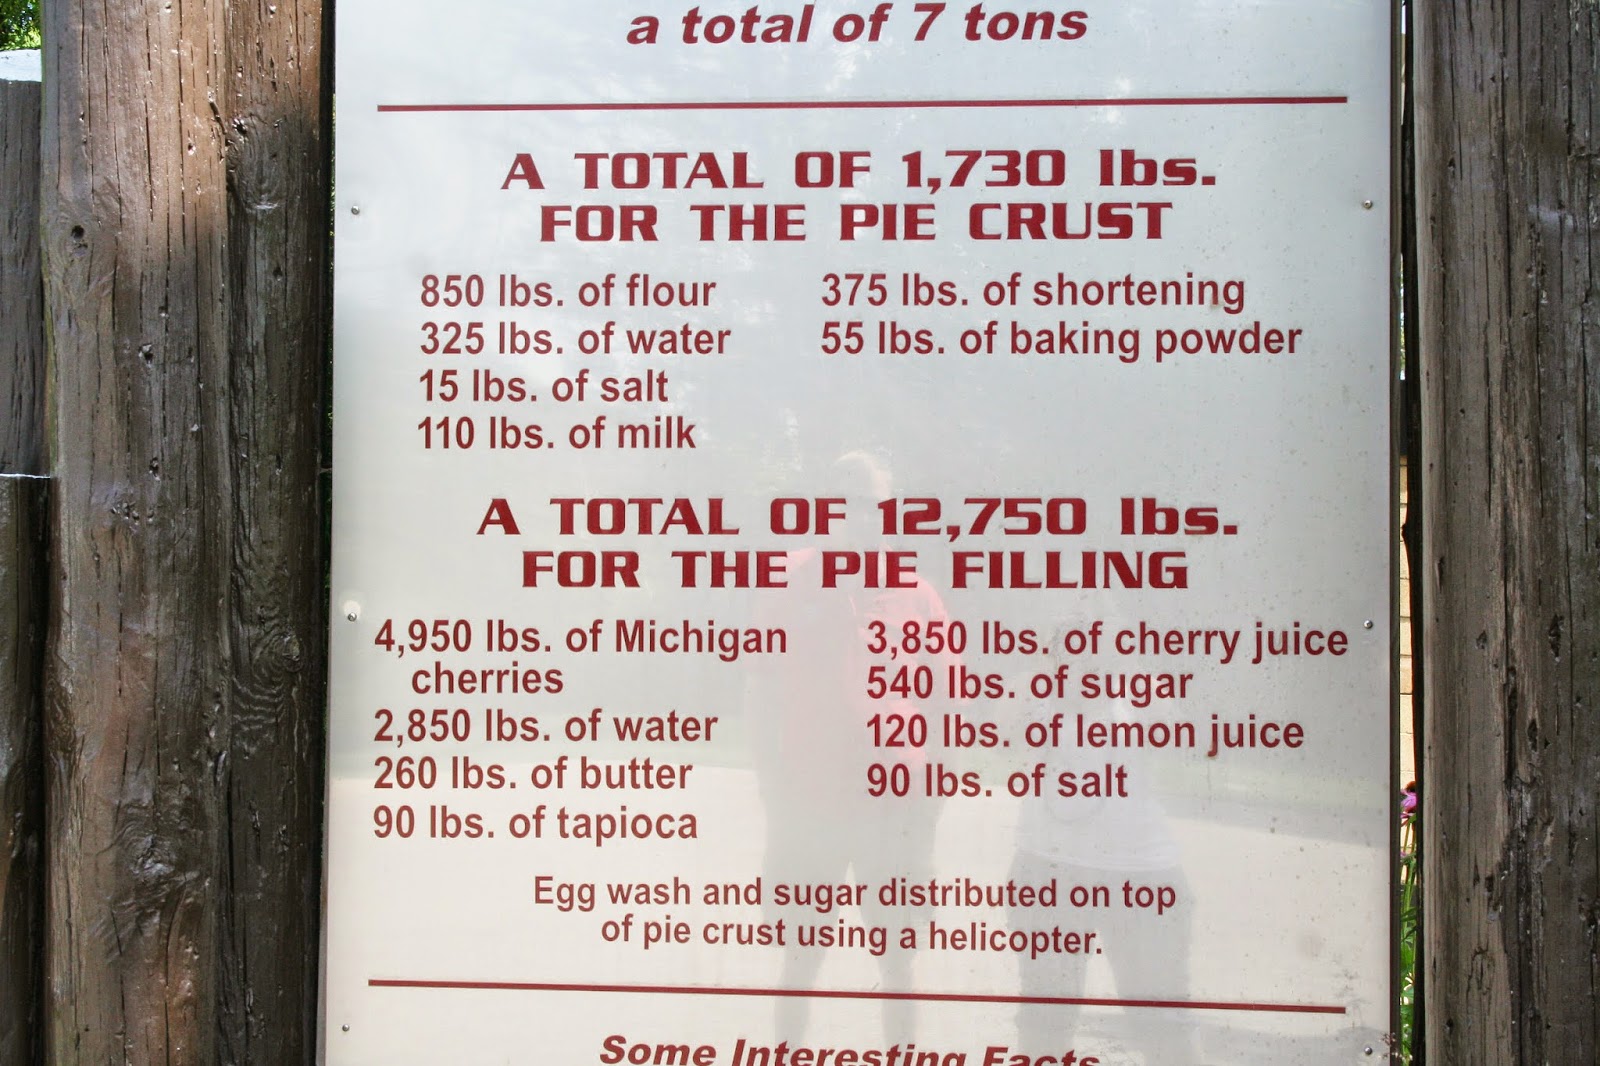 a total of 7 tons
A TOTAL OF 1,730 lbs.
FOR THE PIE CRUST
850 lbs. of flour
325 lbs. of water
15 lbs. of salt
110 lbs. of milk
375 lbs. of shortening
55 lbs. of baking powder
A TOTAL OF 12,750 lbs.
FOR THE PIE FILLING
4,950 lbs. of Michigan
cherries
2,850 lbs. of water
260 lbs. of butter
90 lbs. of tapioca
3,850 lbs. of cherry juice
540 lbs. of sugar
120 lbs. of lemon juice
90 lbs. of salt
Egg wash and sugar distributed on top
of pie crust using a helicopter.
Some Interesting Facts